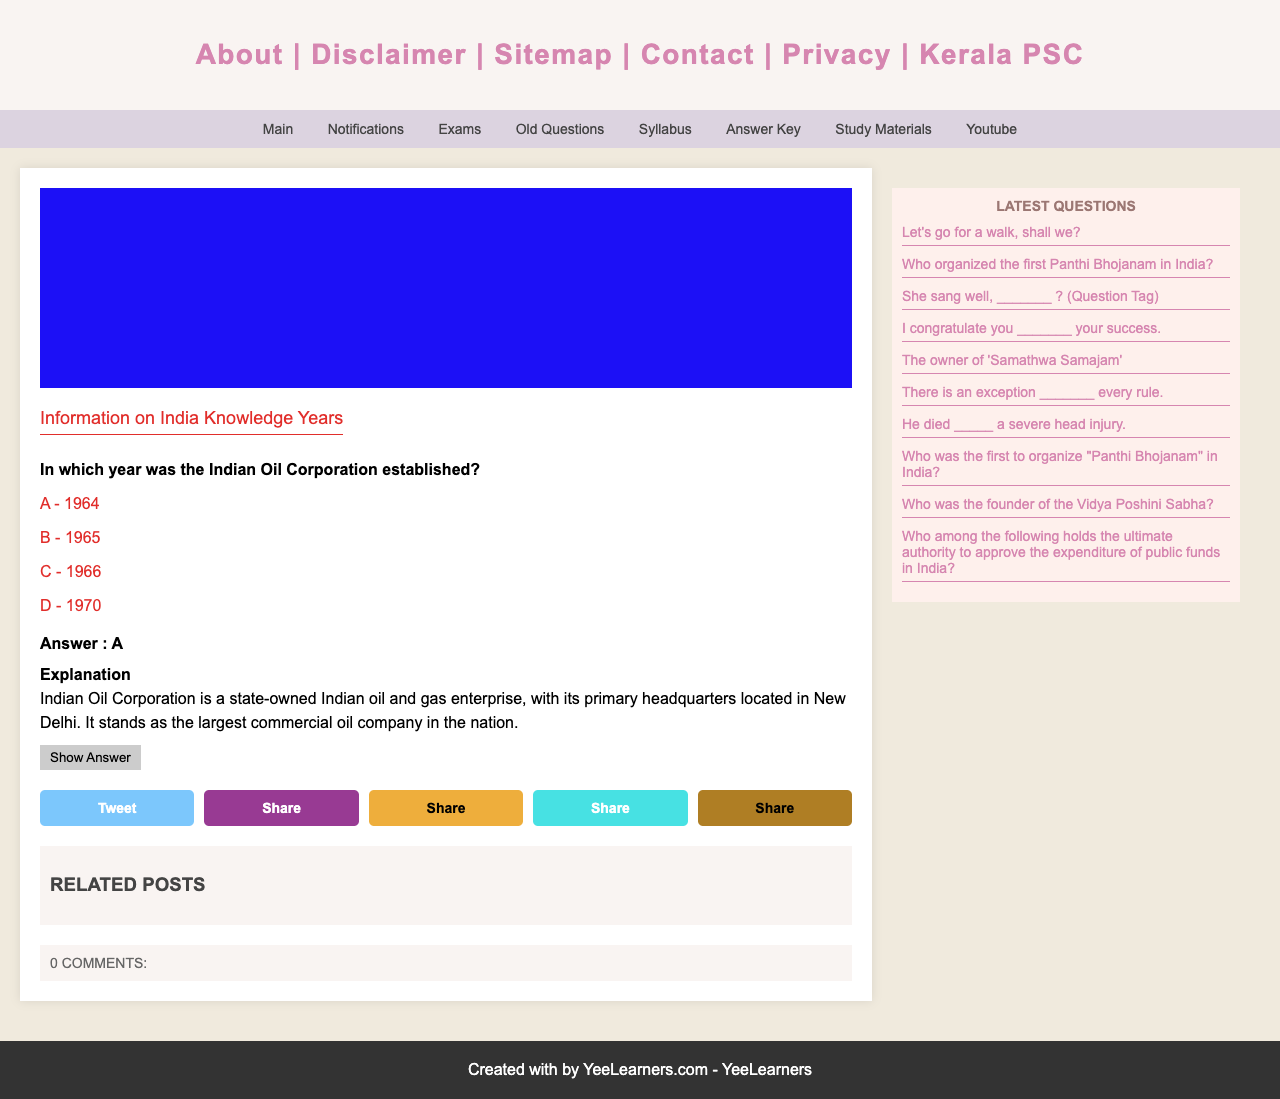 About | Disclaimer | Sitemap | Contact | Privacy | Kerala PSC
Main Notifications Exams Old Questions Syllabus Answer Key Study Materials Youtube
Information on India Knowledge Years
In which year was the Indian Oil Corporation established?
A - 1964
B - 1965
C - 1966
D - 1970
Answer : A
Explanation
Indian Oil Corporation is a state-owned Indian oil and gas enterprise, with its primary headquarters located in New
Delhi. It stands as the largest commercial oil company in the nation.
Show Answer
Tweet Share Share Share Share
RELATED POSTS
0 COMMENTS:
LATEST QUESTIONS
Let's go for a walk, shall we?
Who organized the first Panthi Bhojanam in India?
She sang well, _______ ? (Question Tag)
I congratulate you _______ your success.
The owner of 'Samathwa Samajam'
There is an exception _______ every rule.
He died _____ a severe head injury.
Who was the first to organize "Panthi Bhojanam" in
India?
Who was the founder of the Vidya Poshini Sabha?
Who among the following holds the ultimate
authority to approve the expenditure of public funds
in India?
Created with by YeeLearners.com - YeeLearners